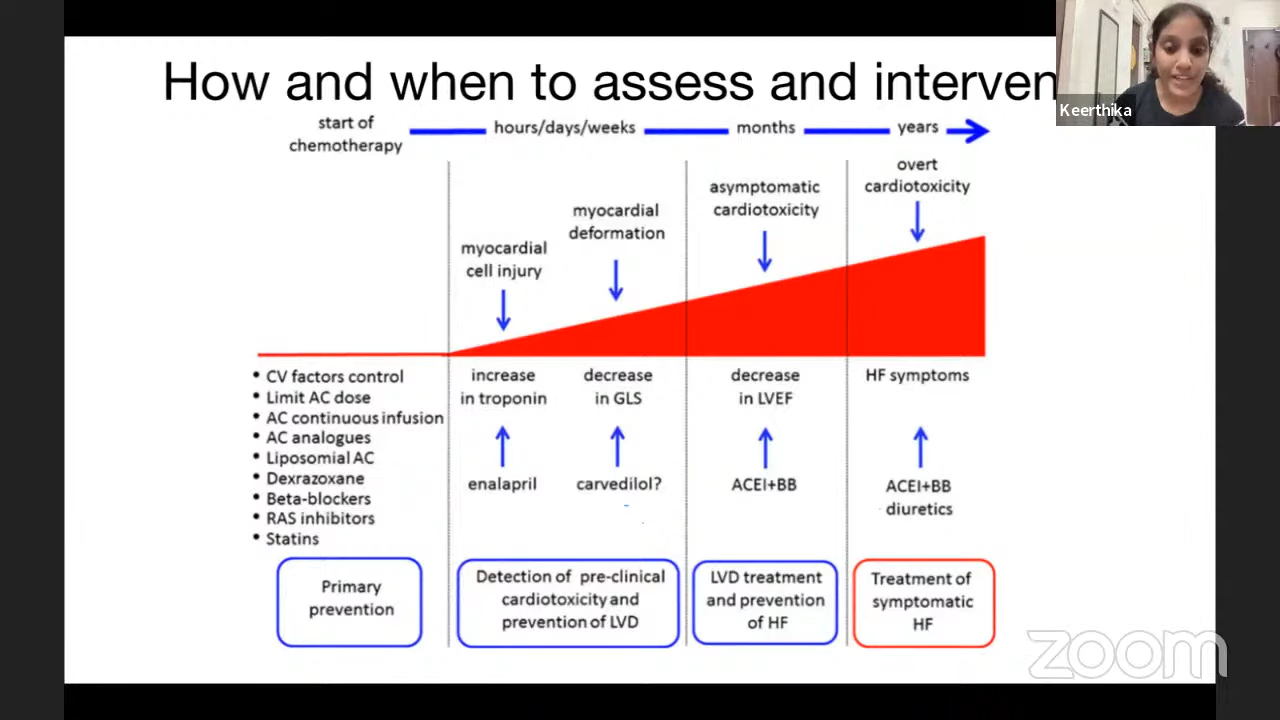 How and when to assess and interven
Keerthika
start of
chemotherapy
hours/days/weeks
months
years
overt
cardiotoxicity
asymptomatic
cardiotoxicity
myocardial
deformation
myocardial
cell injury
• CV factors control
• Limit AC dose
• AC continuous infusion
• AC analogues
• Liposomial AC
• Dexrazoxane
• Beta-blockers
• RAS inhibitors
• Statins
increase
in troponin
decrease
in GLS
decrease
in LVEF
HF symptoms
enalapril
carvedilol?
ACEI+BB
ACEI+BB
diuretics
Primary
prevention
Detection of pre-clinical
cardiotoxicity and
prevention of LVD
LVD treatment
and prevention
of HF
Treatment of
symptomatic
HF
zoom